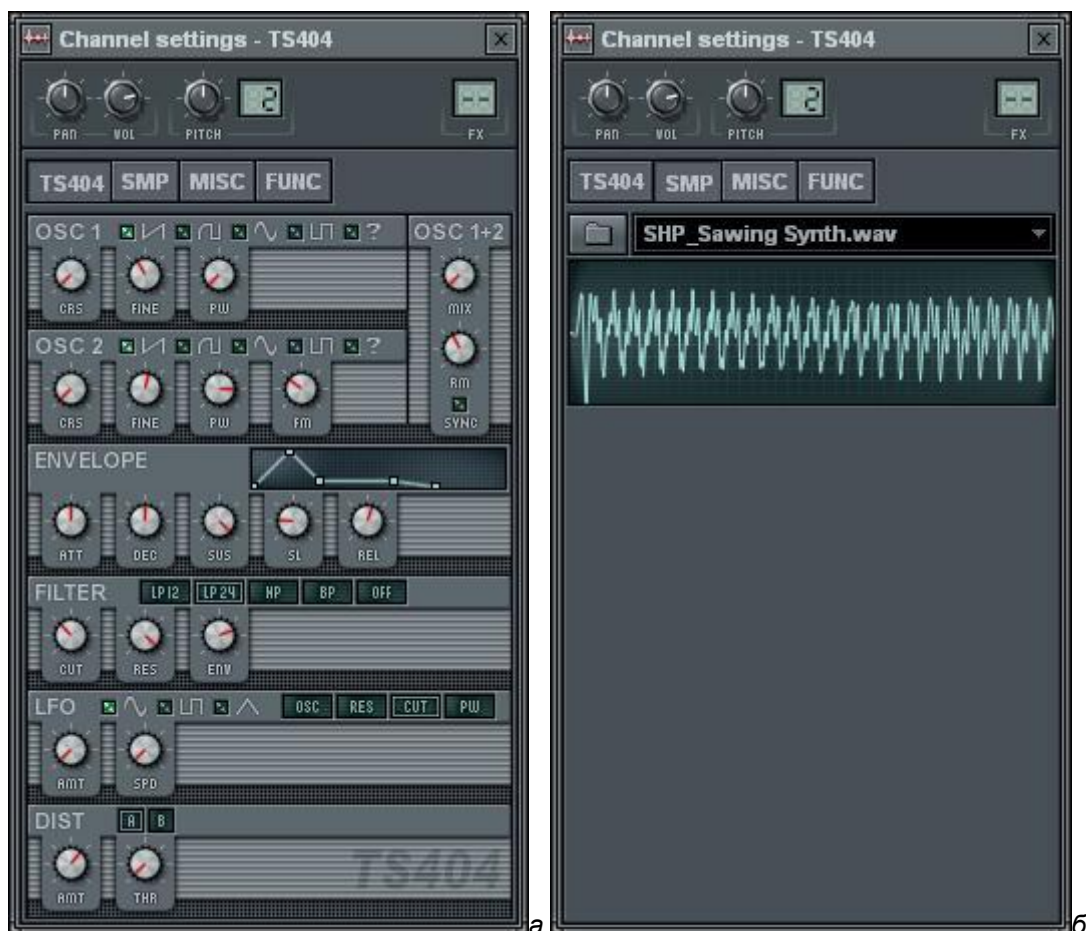 Channel settings - TS404
PAN VOL PITCH 2 -- FX
TS404 SMP MISC FUNC
OSC 1 ? OSC 1+2
CRS FINE PW MIX
OSC 2 ?
RM
CRS FINE PW FM SYNC
ENVELOPE
ATT DEC SUS SL REL
FILTER LP12 LP24 HP BP OFF
CUT RES ENV
LFO OSC RES CUT PW
AMT SPD
DIST A B
AMT THR TS404
а
Channel settings - TS404
PAN VOL PITCH 2 -- FX
TS404 SMP MISC FUNC
SHP_Sawing Synth.wav
б